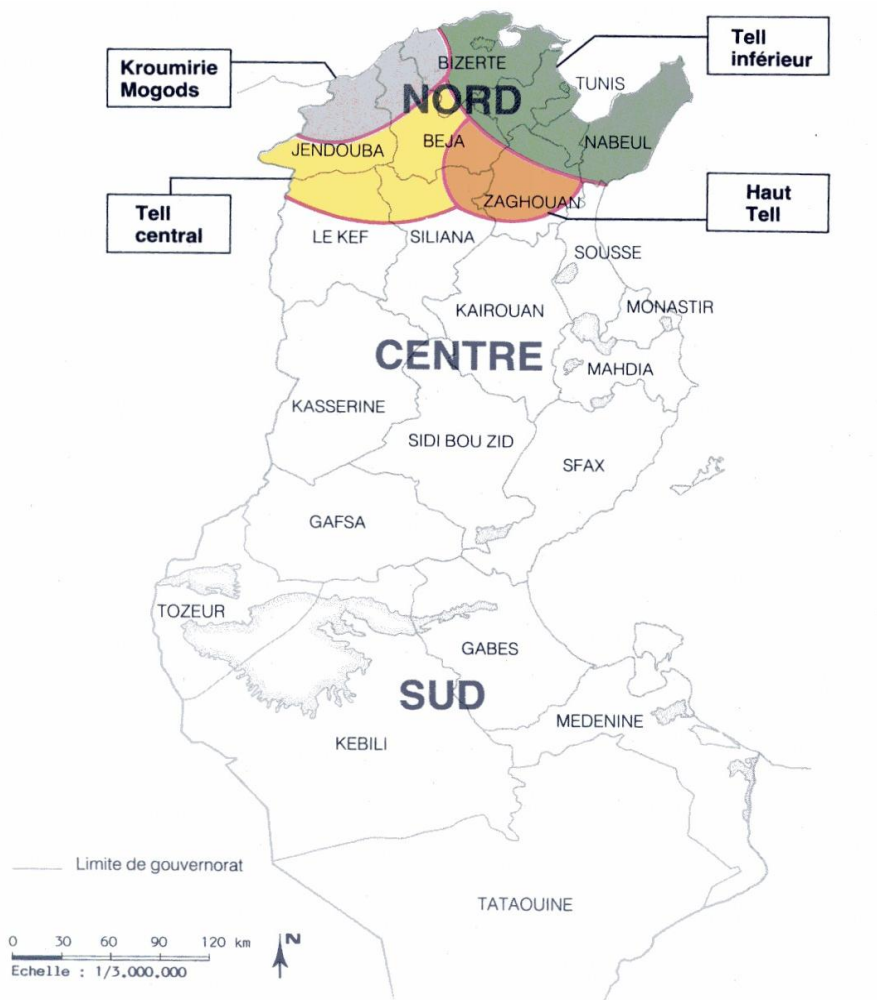 Tell
inférieur
Kroumirie
Mogods
BIZERTE
TUNIS
NORD
BEJA
NABEUL
JENDOUBA
Haut
Tell
ZAGHOUAN
Tell
central
LE KEF
SILIANA
SOUSSE
KAIROUAN
MONASTIR
CENTRE
MAHDIA
KASSERINE
SIDI BOU ZID
SFAX
GAFSA
TOZEUR
GABES
SUD
MEDENINE
KEBILI
Limite de gouvernorat
TATAOUINE
0 30 60 90 120 km
Echelle : 1/3.000.000
N